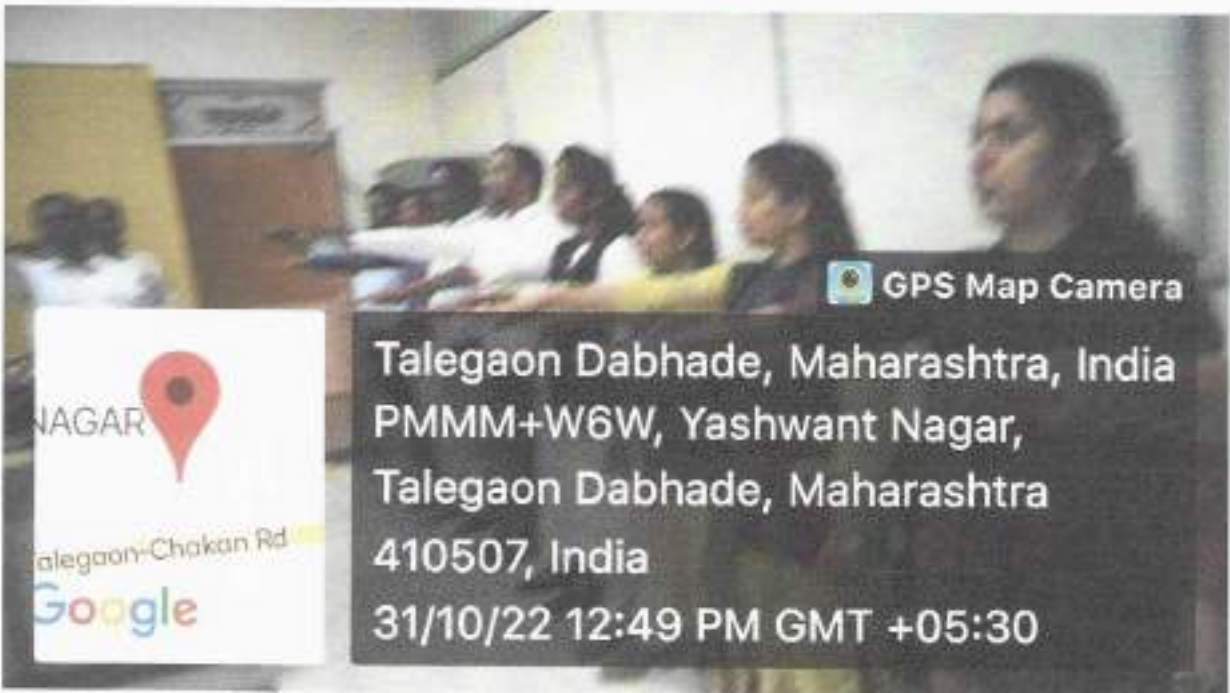 GPS Map Camera
Talegaon Dabhade, Maharashtra, India
PMMM+W6W, Yashwant Nagar,
Talegaon Dabhade, Maharashtra
410507, India
31/10/22 12:49 PM GMT +05:30
NAGAR
alegaon-Chakan Rd
Google